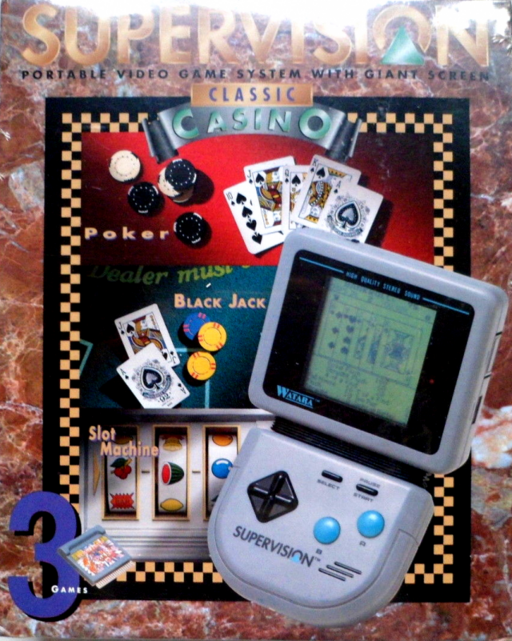 SUPERVISION
PORTABLE VIDEO GAME SYSTEM WITH GIANT SCREEN
CLASSIC
CASINO
Poker
Dealer must
BLACK JACK
Slot
Machine
HIGH QUALITY STEREO SOUND
WATARA
SELECT
PAUSE
START
SUPERVISION
B
A
3
GAMES